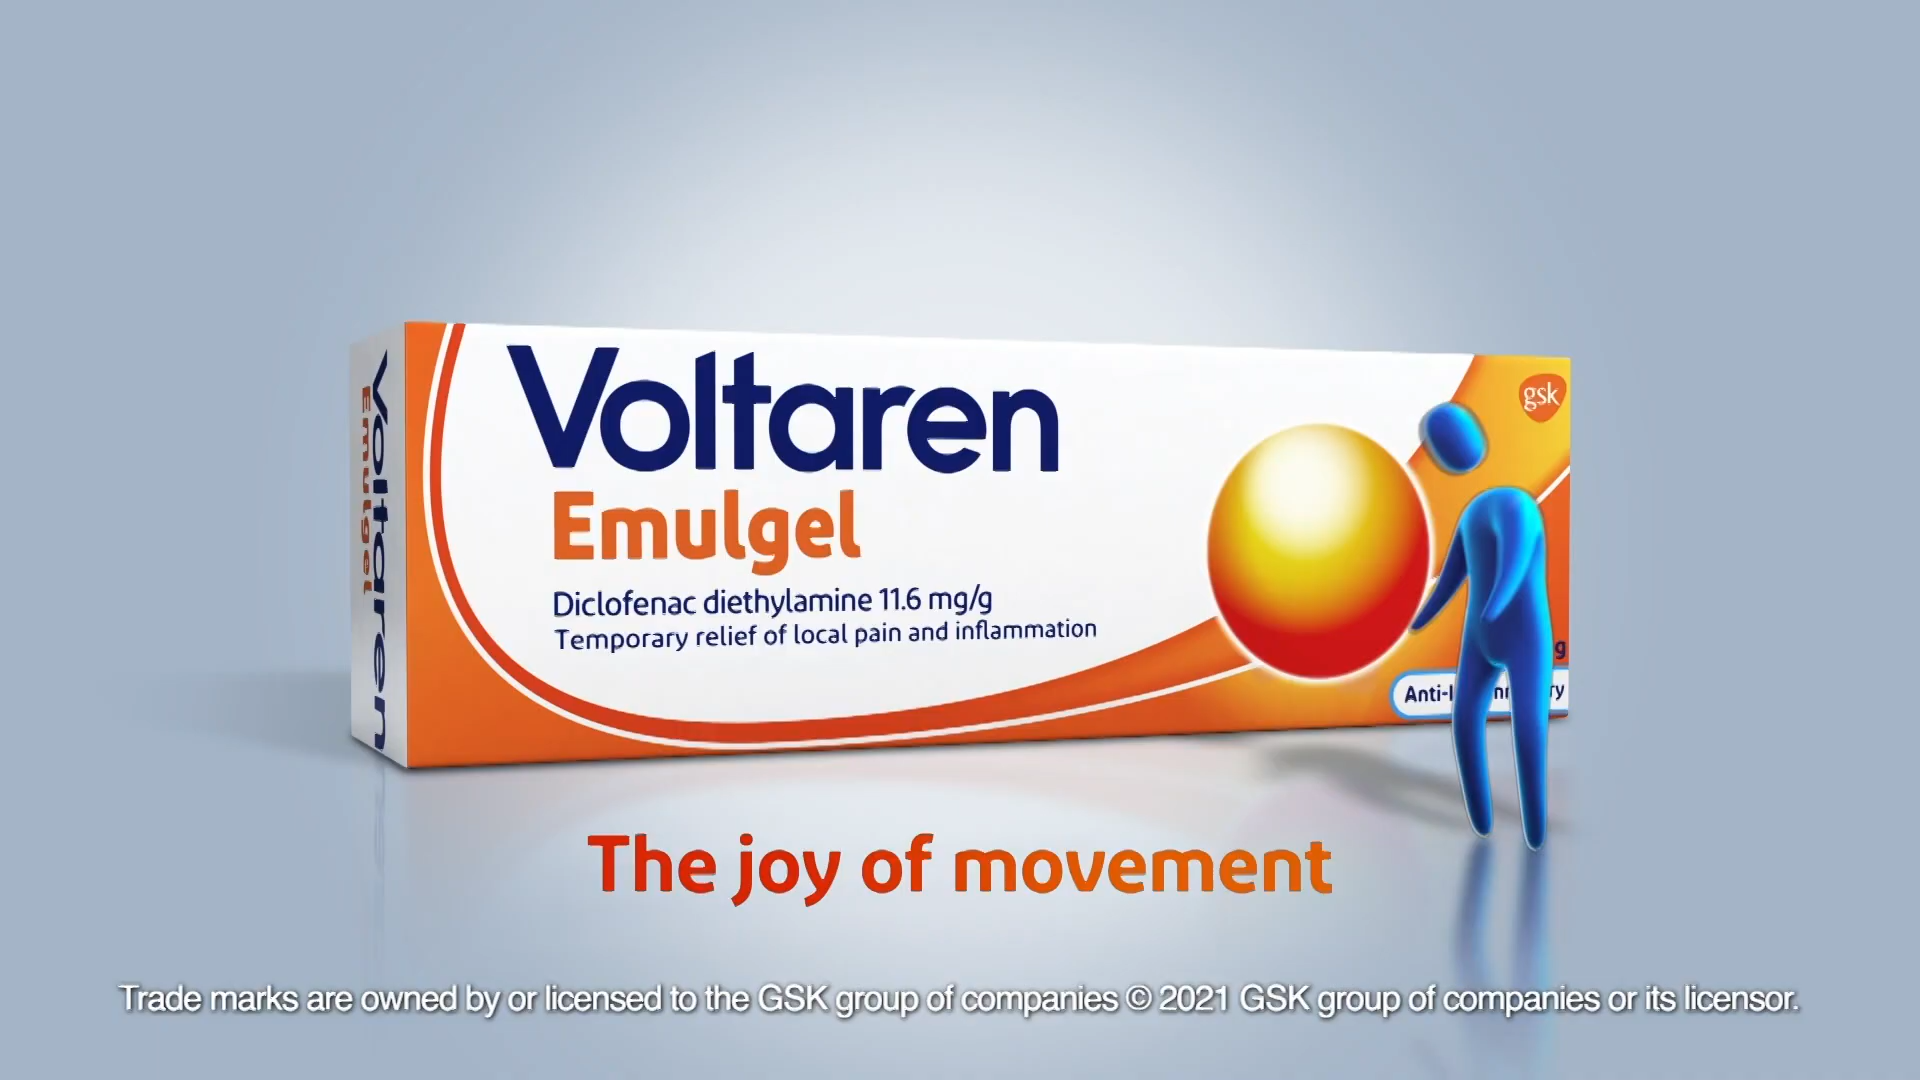 Voltaren
Emulgel
Voltaren
Emulgel
Diclofenac diethylamine 11.6 mg/g
Temporary relief of local pain and inflammation
gsk
g
The joy of movement
Trade marks are owned by or licensed to the GSK group of companies © 2021 GSK group of companies or its licensor.